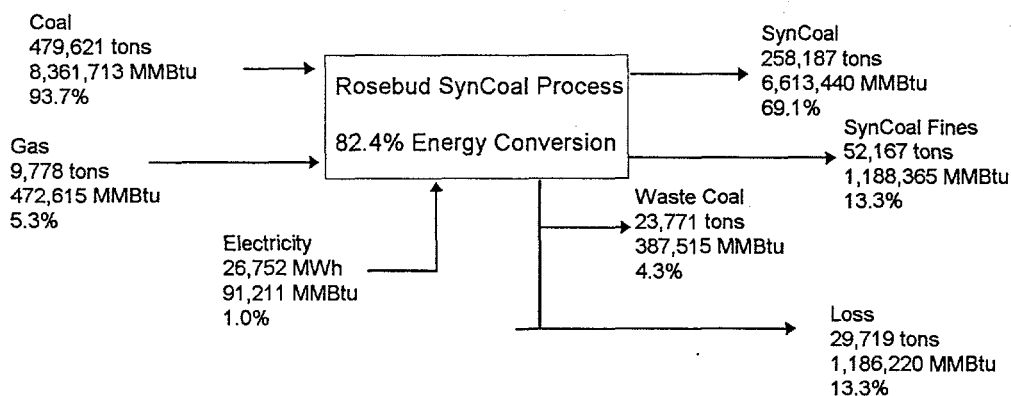 Coal
479,621 tons
8,361,713 MMBtu
93.7%
Gas
9,778 tons
472,615 MMBtu
5.3%
Electricity
26,752 MWh
91,211 MMBtu
1.0%
Rosebud SynCoal Process
82.4% Energy Conversion
SynCoal
258,187 tons
6,613,440 MMBtu
69.1%
SynCoal Fines
52,167 tons
1,188,365 MMBtu
13.3%
Waste Coal
23,771 tons
387,515 MMBtu
4.3%
Loss
29,719 tons
1,186,220 MMBtu
13.3%